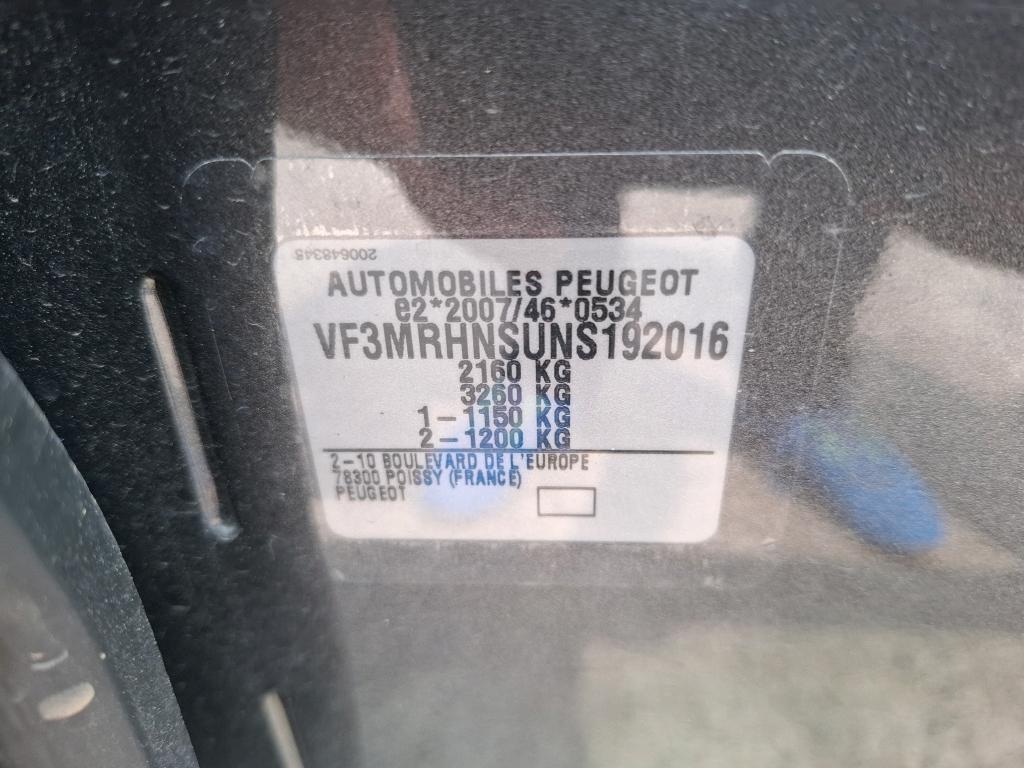 200648345
AUTOMOBILES PEUGEOT
e2*2007/46*0534
VF3MRHNSUNS192016
2160 KG
3260 KG
1-1150 KG
2-1200 KG
2-10 BOULEVARD DE L'EUROPE
78300 POISSY (FRANCE)
PEUGEOT